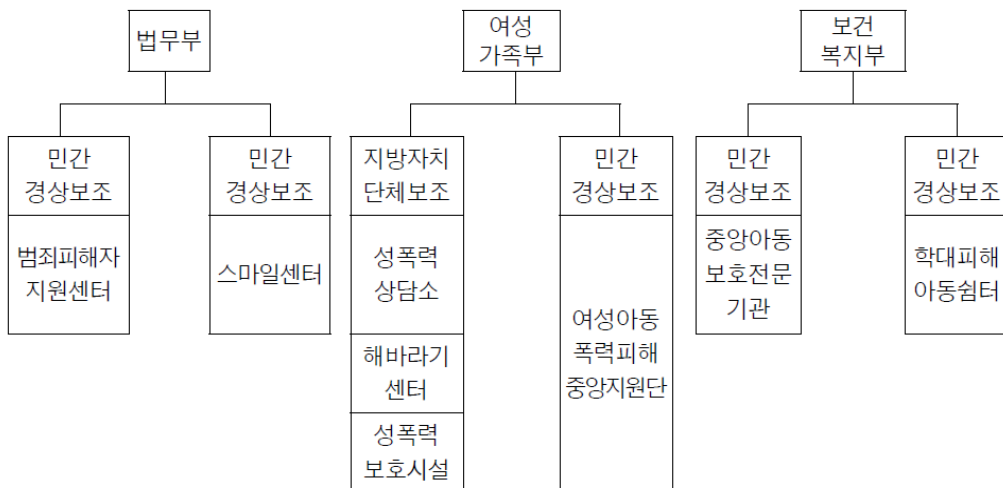 법무부
여성
가족부
보건
복지부
민간
경상보조
범죄피해자
지원센터
민간
경상보조
스마일센터
지방자치
단체보조
성폭력
상담소
해바라기
센터
성폭력
보호시설
민간
경상보조
여성아동
폭력피해
중앙지원단
민간
경상보조
중앙아동
보호전문
기관
민간
경상보조
학대피해
아동쉼터